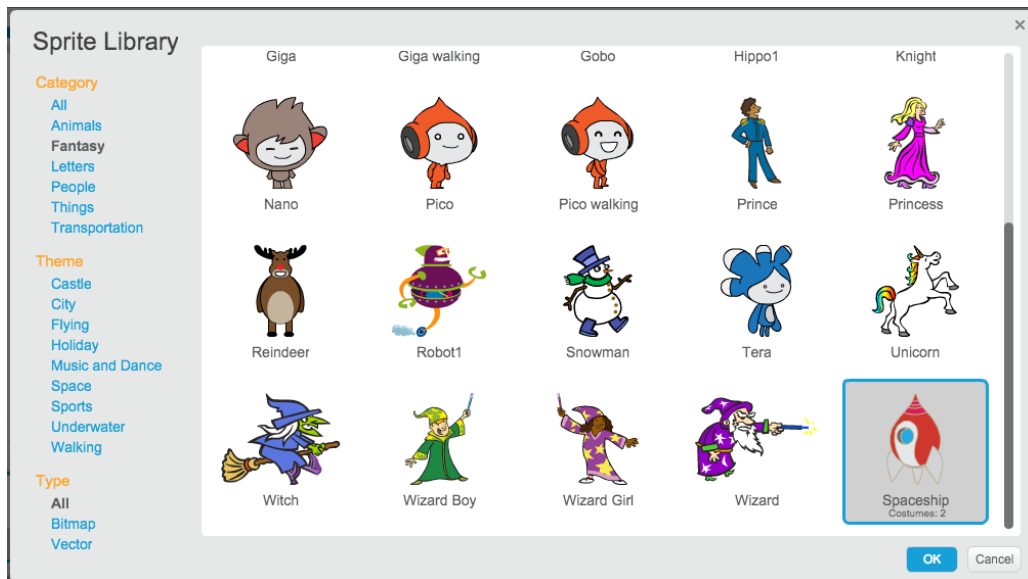 Sprite Library
×
Category
All
Animals
Fantasy
Letters
People
Things
Transportation
Theme
Castle
City
Flying
Holiday
Music and Dance
Space
Sports
Underwater
Walking
Type
All
Bitmap
Vector
Giga Giga walking Gobo Hippo1 Knight
Nano Pico Pico walking Prince Princess
Reindeer Robot1 Snowman Tera Unicorn
Witch Wizard Boy Wizard Girl Wizard Spaceship
Costumes: 2
OK Cancel